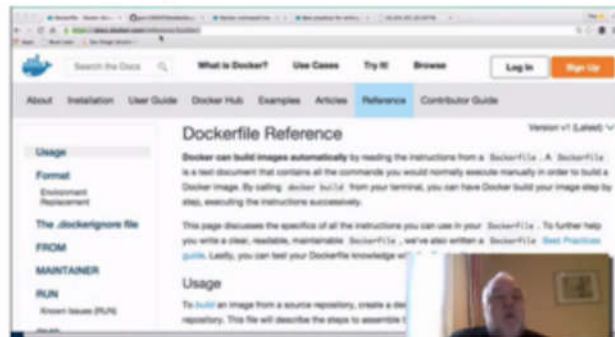 https://docs.docker.com/reference/builder/
Search the Docs
What is Docker?
Use Cases
Try It!
Browse
Log In
Sign Up
About
Installation
User Guide
Docker Hub
Examples
Articles
Reference
Contributor Guide
Usage
Format
Environment
Replacement
The .dockerignore file
FROM
MAINTAINER
RUN
Known Issues (RUN)
Dockerfile Reference
Version v1 (Latest)
Docker can build images automatically by reading the instructions from a Dockerfile. A Dockerfile
is a text document that contains all the commands you would normally execute manually in order to build a
Docker image. By calling docker build from your terminal, you can have Docker build your image step by
step, executing the instructions successively.
This page discusses the specifics of all the instructions you can use in your Dockerfile. To further help
you write a clear, readable, maintainable Dockerfile, we've also written a Dockerfile Best Practices
guide. Lastly, you can test your Dockerfile knowledge
Usage
To build an image from a source repository, create a
repository. This file will describe the steps to assemble